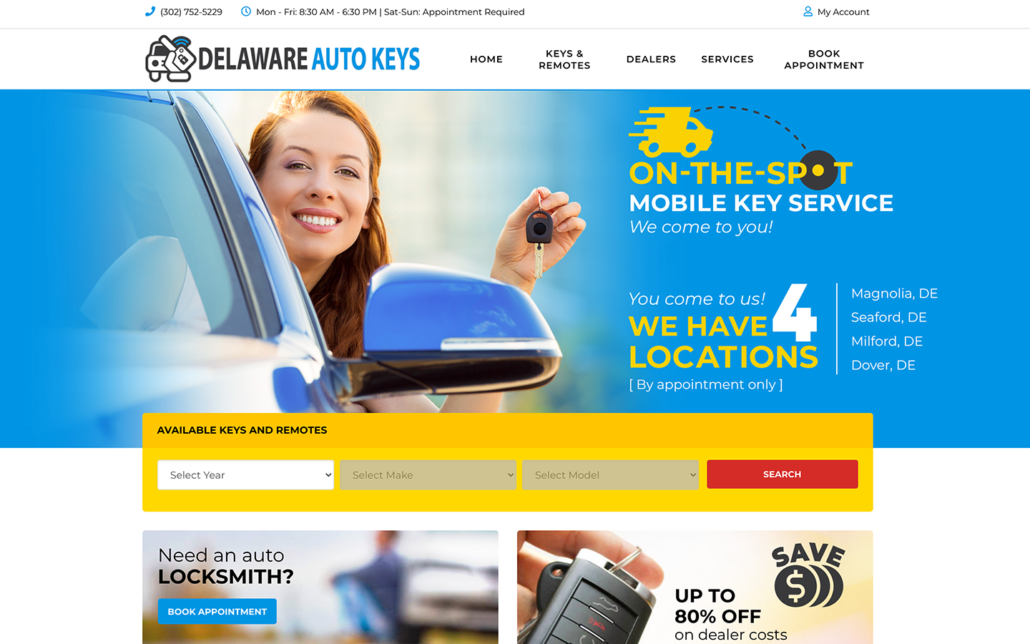 (302) 752-5229
Mon - Fri: 8:30 AM - 6:30 PM | Sat-Sun: Appointment Required
My Account
DELAWARE AUTO KEYS
HOME
KEYS &
REMOTES
DEALERS
SERVICES
BOOK
APPOINTMENT
ON-THE-SPOT
MOBILE KEY SERVICE
We come to you!
You come to us!
WE HAVE 4
LOCATIONS
[ By appointment only ]
Magnolia, DE
Seaford, DE
Milford, DE
Dover, DE
AVAILABLE KEYS AND REMOTES
Select Year
Select Make
Select Model
SEARCH
Need an auto
LOCKSMITH?
BOOK APPOINTMENT
SAVE
$
UP TO
80% OFF
on dealer costs